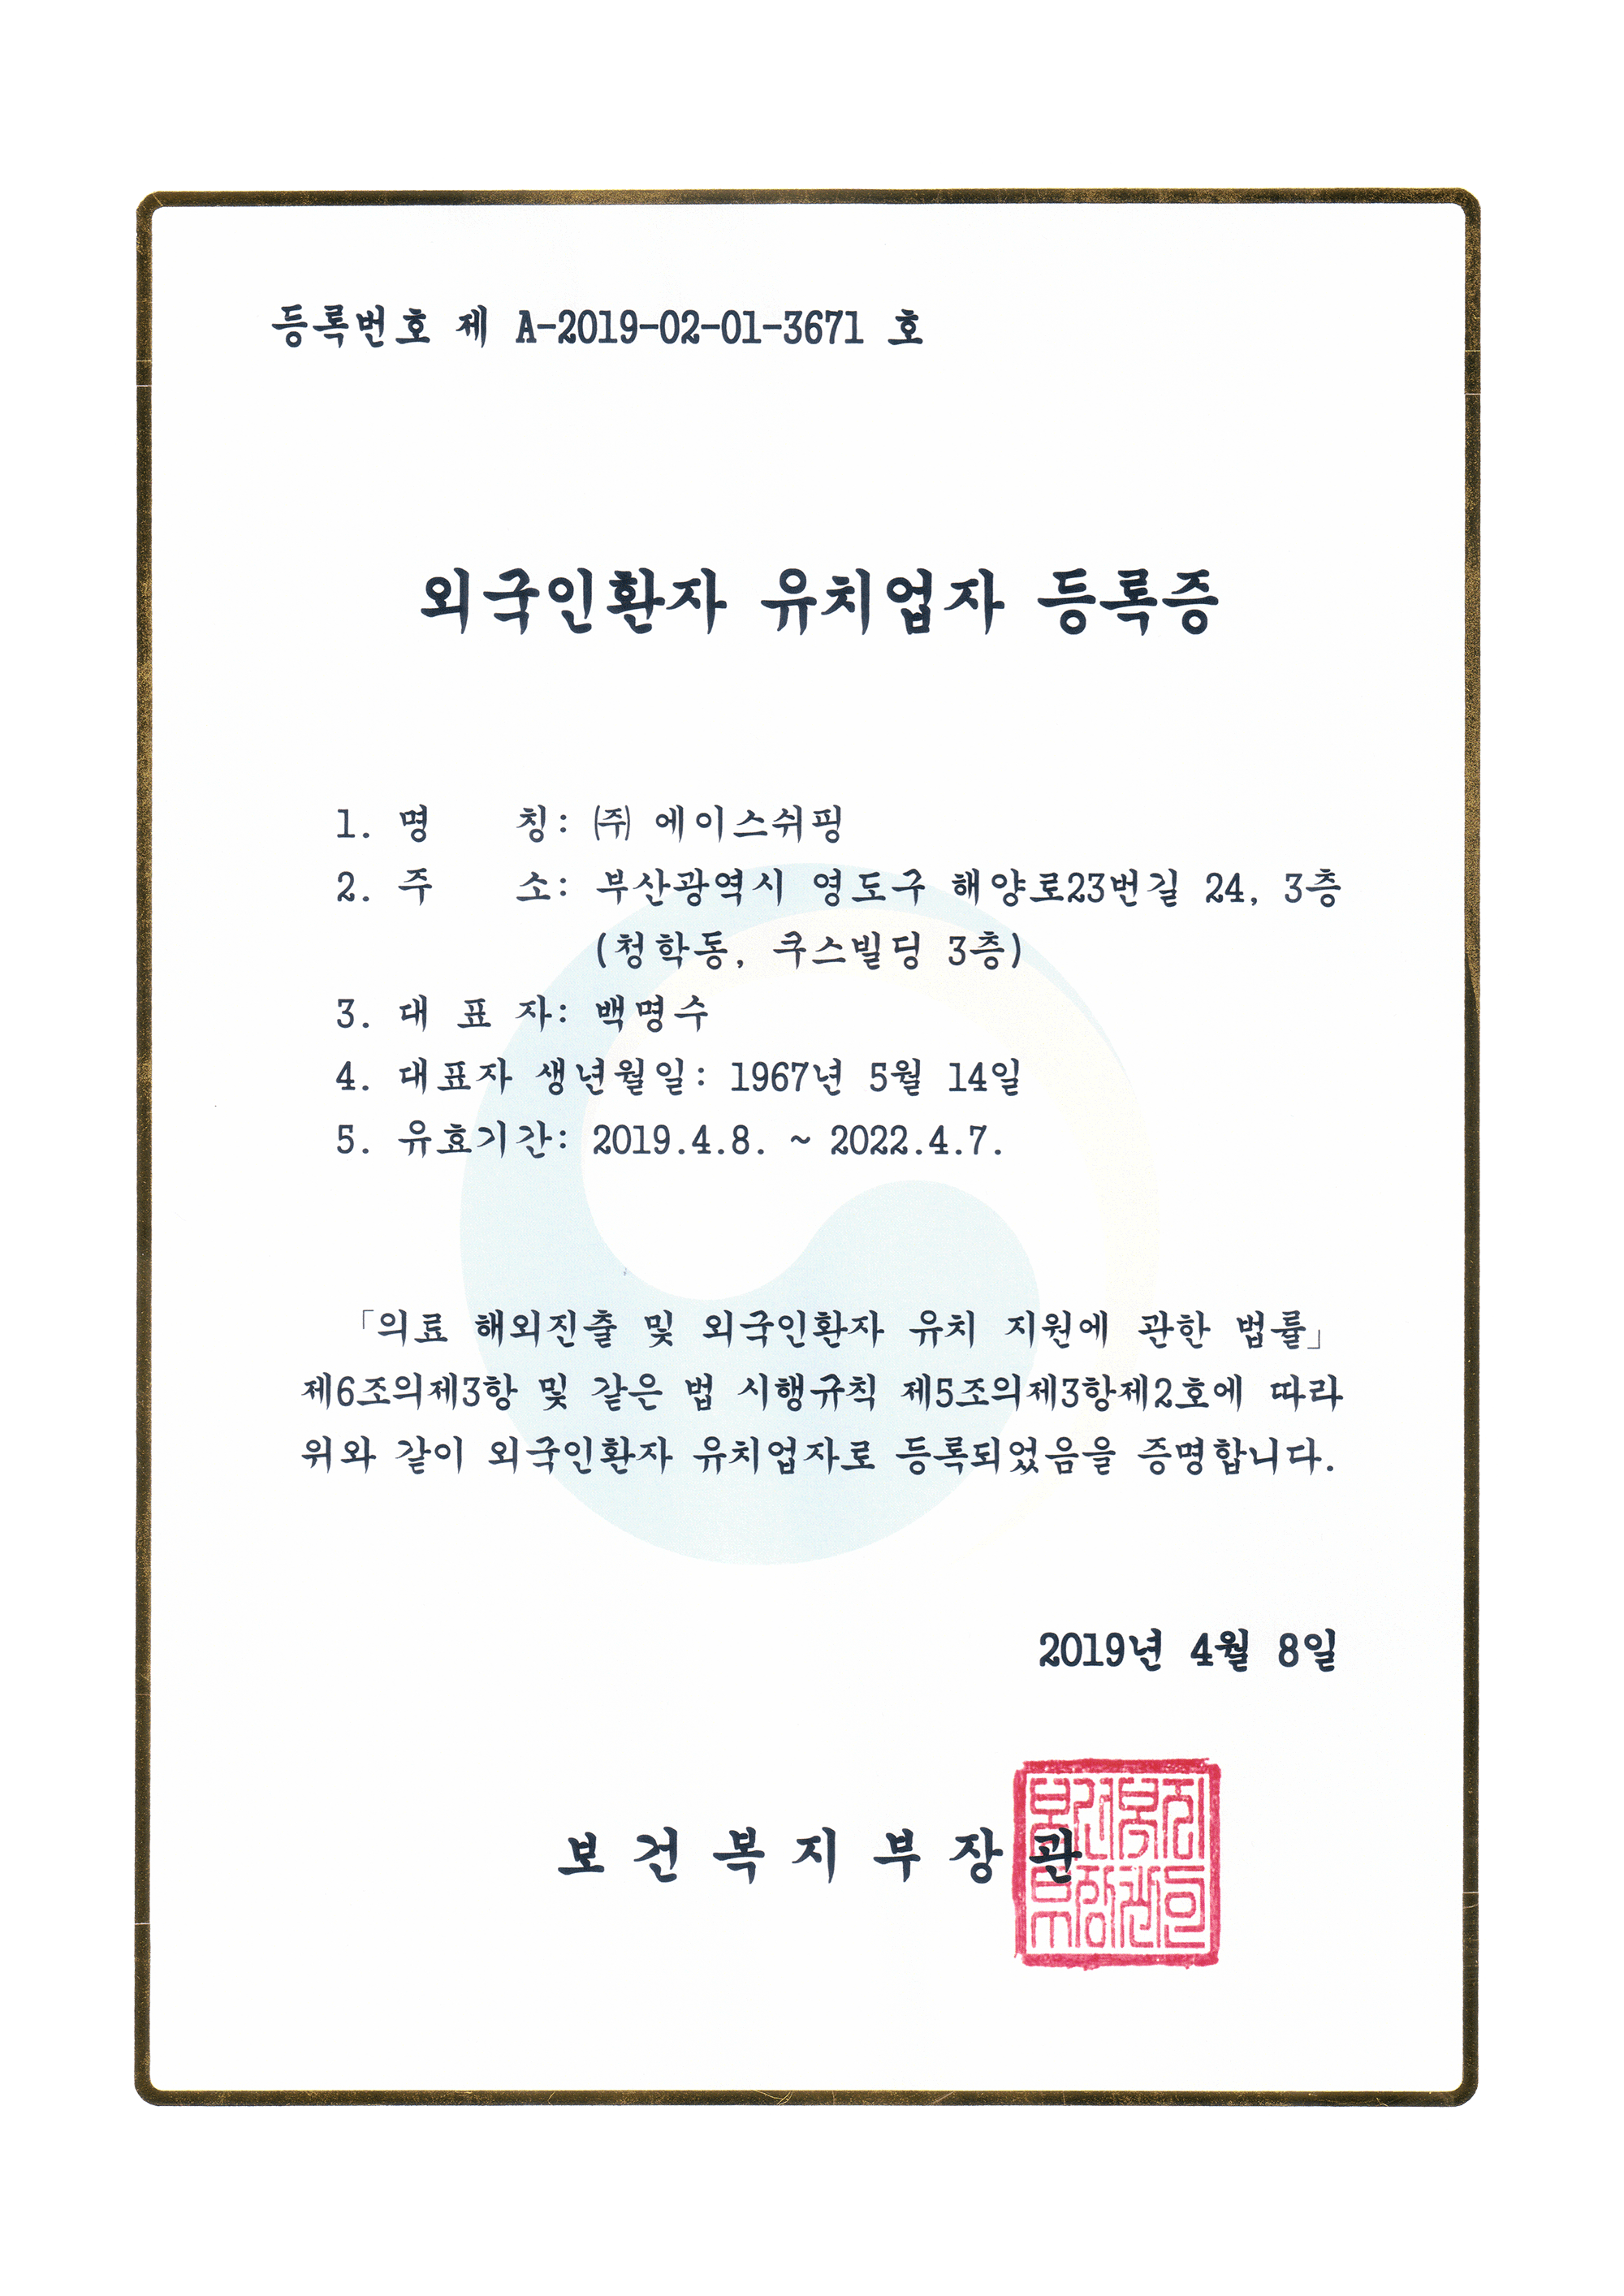 등록번호 제 A-2019-02-01-3671 호
외국인환자 유치업자 등록증
1. 명 칭: ㈜ 에이스쉬핑
2. 주 소: 부산광역시 영도구 해양로23번길 24, 3층
(청학동, 쿠스빌딩 3층)
3. 대 표 자: 백명수
4. 대표자 생년월일: 1967년 5월 14일
5. 유효기간: 2019.4.8. ~ 2022.4.7.
「의료 해외진출 및 외국인환자 유치 지원에 관한 법률」
제6조의제3항 및 같은 법 시행규칙 제5조의제3항제2호에 따라
위와 같이 외국인환자 유치업자로 등록되었음을 증명합니다.
2019년 4월 8일
보건복지부장관